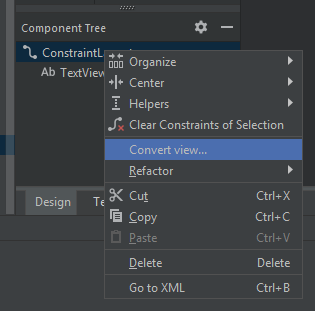 Component Tree
ConstraintL
Ab TextView
Organize
Center
Helpers
Clear Constraints of Selection
Convert view...
Refactor
Cut Ctrl+X
Copy Ctrl+C
Paste Ctrl+V
Delete Delete
Go to XML Ctrl+B
Design Te